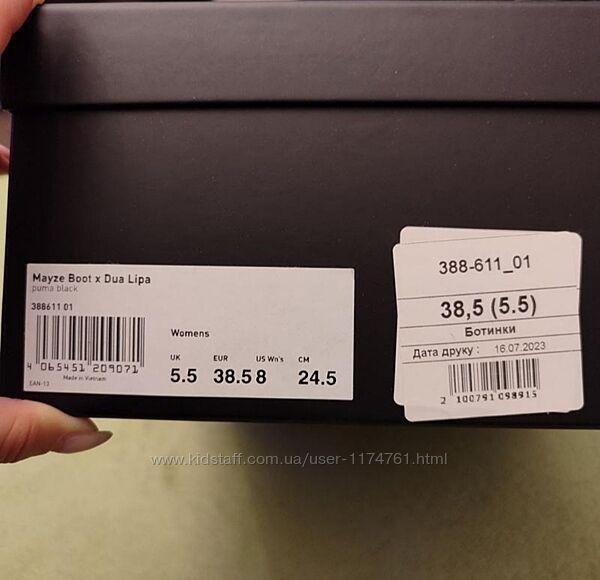 Mayze Boot x Dua Lipa
puma black
388611 01
4 065451 209071
Made in Vietnam
EAN-13
Womens
UK EUR US Wn's CM
5.5 38.5 8 24.5
388-611_01
38,5 (5.5)
Ботинки
Дата друку : 16.07.2023
2 100791 098915
www.kidstaff.com.ua/user-1174761.html